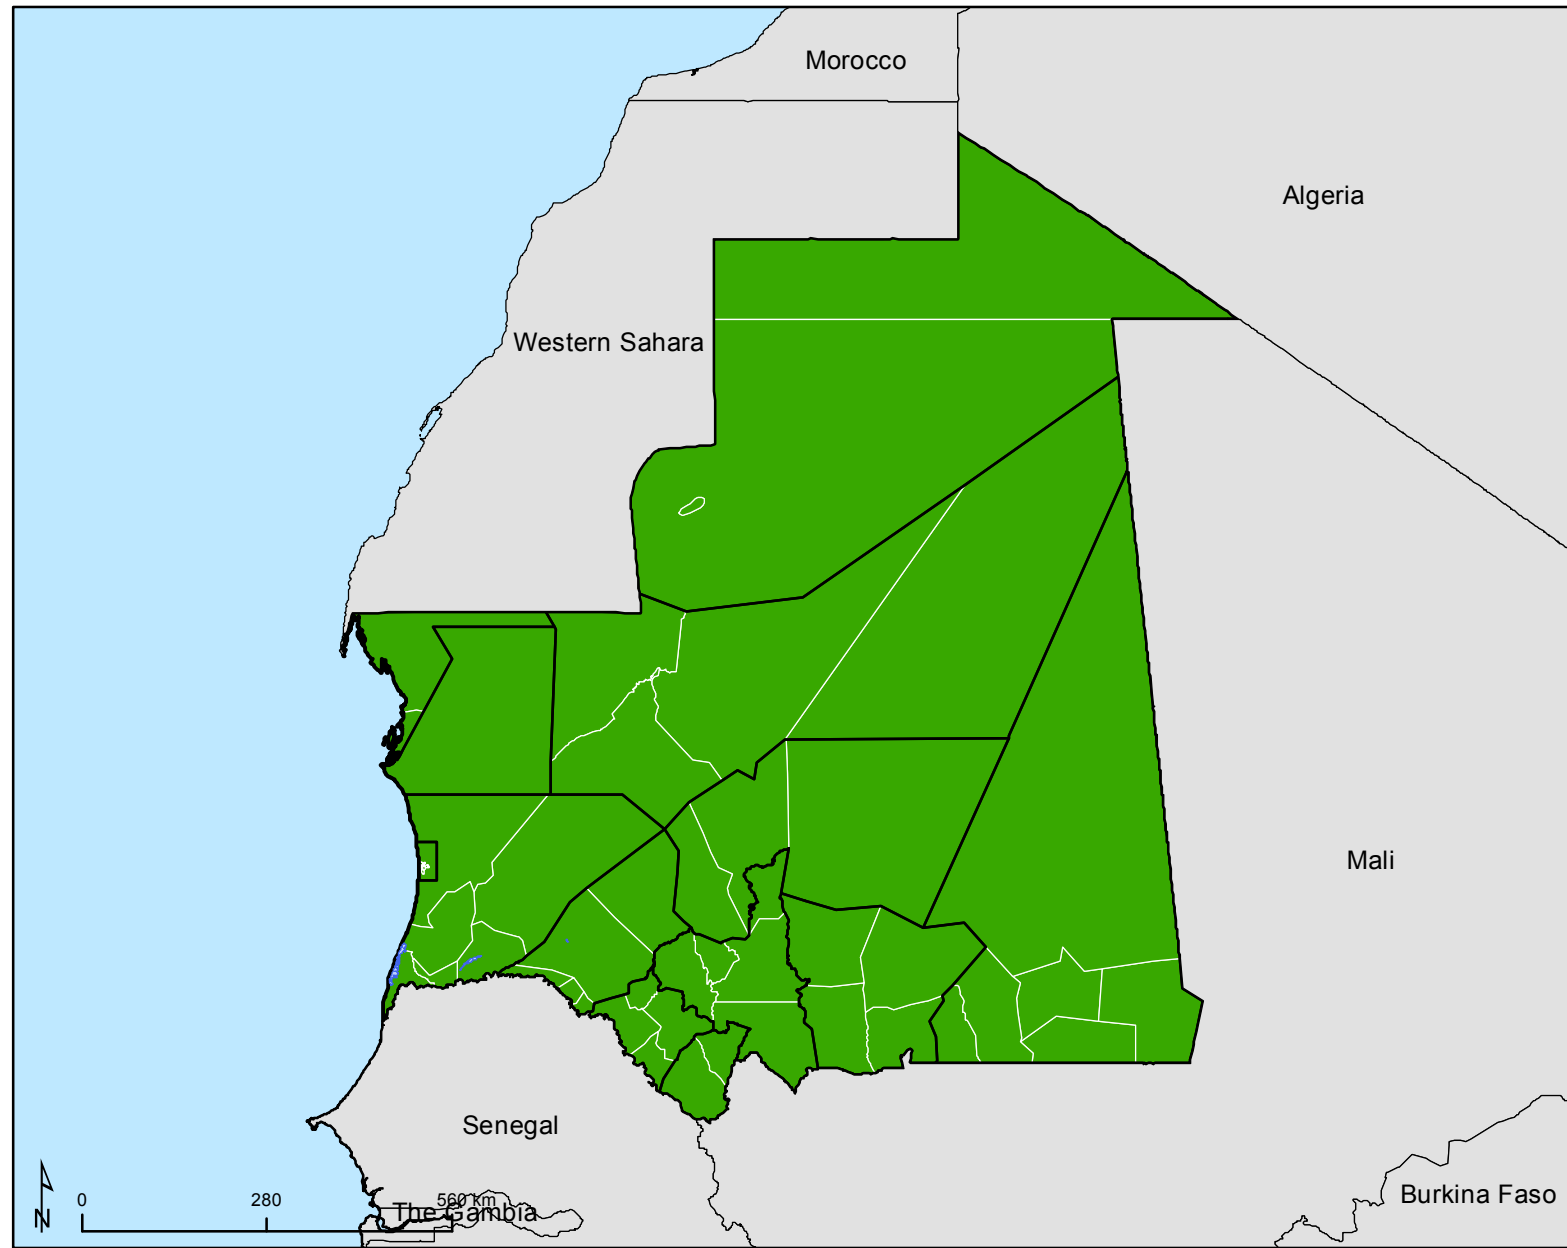 Morocco
Algeria
Western Sahara
Mali
Senegal
Burkina Faso
The Gambia
0 280 560 km
N